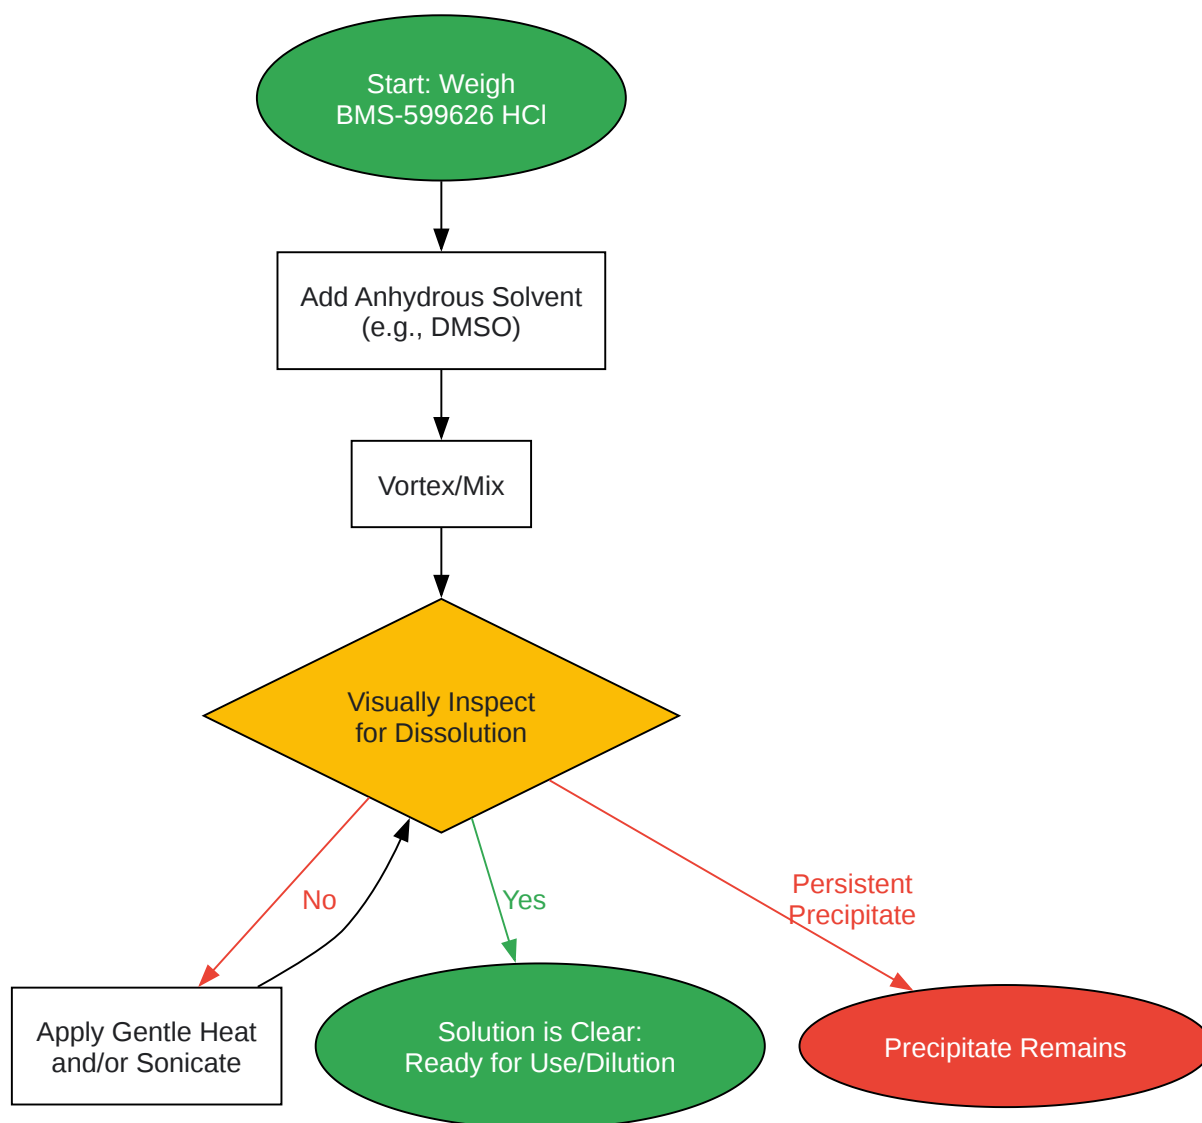 Start: Weigh
BMS-599626 HCl
Add Anhydrous Solvent
(e.g., DMSO)
Vortex/Mix
Visually Inspect
for Dissolution
No
Yes
Persistent
Precipitate
Apply Gentle Heat
and/or Sonicate
Solution is Clear:
Ready for Use/Dilution
Precipitate Remains